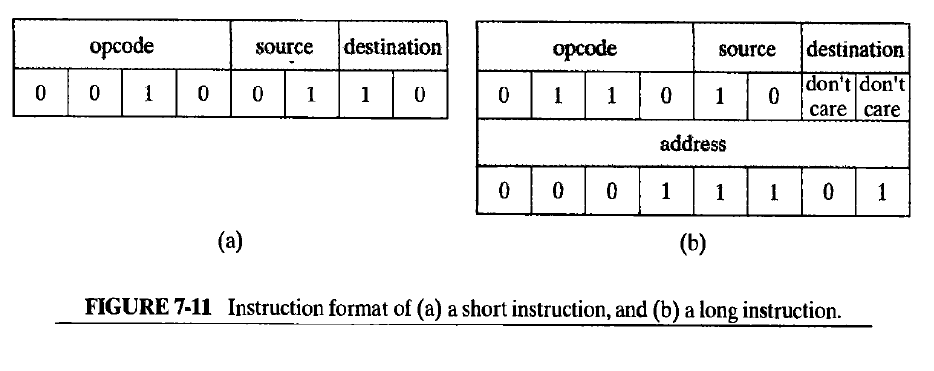 opcode source destination
0 0 1 0 0 1 1 0
(a)
opcode source destination
0 1 1 0 1 0 don't care don't care
address
0 0 0 1 1 1 0 1
(b)
FIGURE 7-11 Instruction format of (a) a short instruction, and (b) a long instruction.